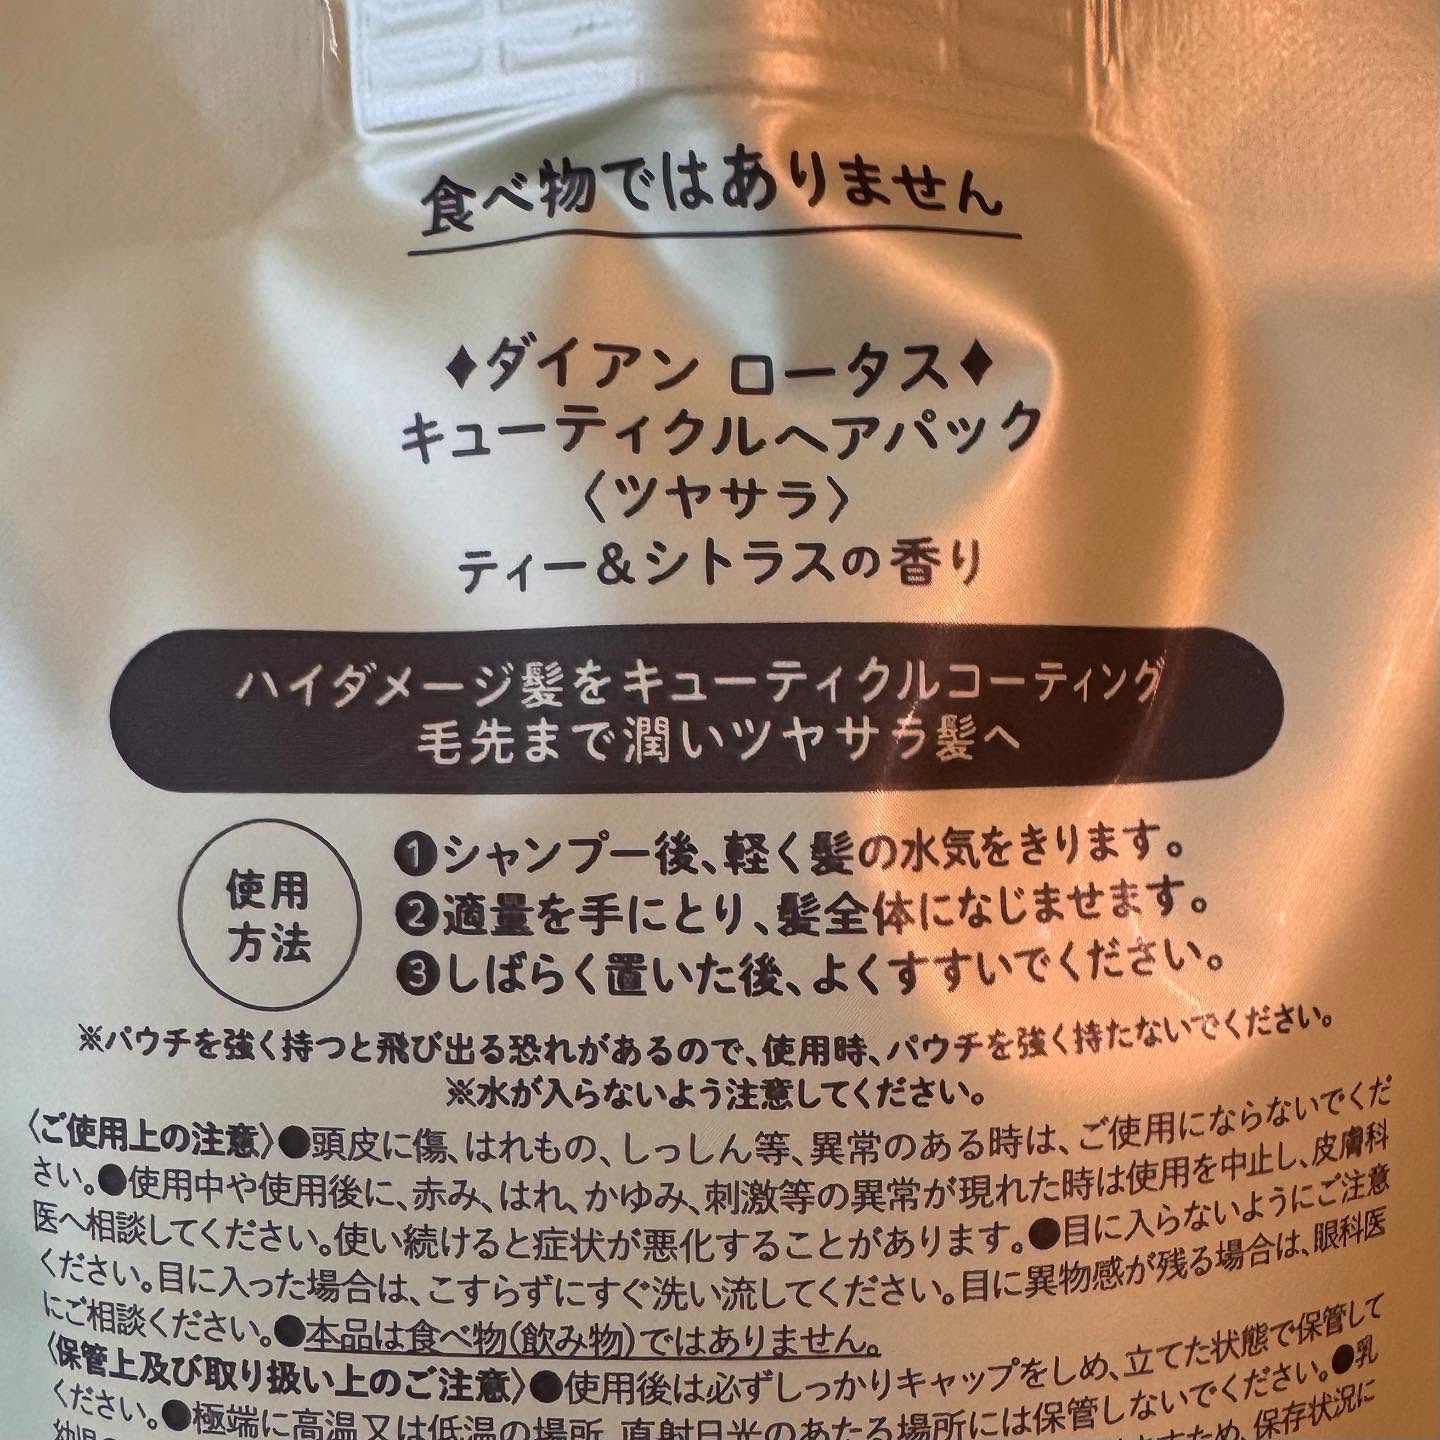 食べ物ではありません
♦ダイアン ロータス♦
キューティクルヘアパック
〈ツヤサラ〉
ティー&シトラスの香り
ハイダメージ髪をキューティクルコーティング
毛先まで潤いツヤサラ髪へ
使用
方法
❶シャンプー後、軽く髪の水気をきります。
❷適量を手にとり、髪全体になじませます。
❸しばらく置いた後、よくすすいでください。
※パウチを強く持つと飛び出る恐れがあるので、使用時、パウチを強く持たないでください。
※水が入らないよう注意してください。
〈ご使用上の注意〉●頭皮に傷、はれもの、しっしん等、異常のある時は、ご使用にならないでくだ
さい。●使用中や使用後に、赤み、はれ、かゆみ、刺激等の異常が現れた時は使用を中止し、皮膚科
医へ相談してください。使い続けると症状が悪化することがあります。●目に入らないようにご注意
ください。目に入った場合は、こすらずにすぐ洗い流してください。目に異物感が残る場合は、眼科医
にご相談ください。●本品は食べ物(飲み物)ではありません。
〈保管上及び取り扱い上のご注意〉●使用後は必ずしっかりキャップをしめ、立てた状態で保管して
ください。●極端に高温又は低温の場所、直射日光のあたる場所には保管しないでください。●乳
ため、保存状況に